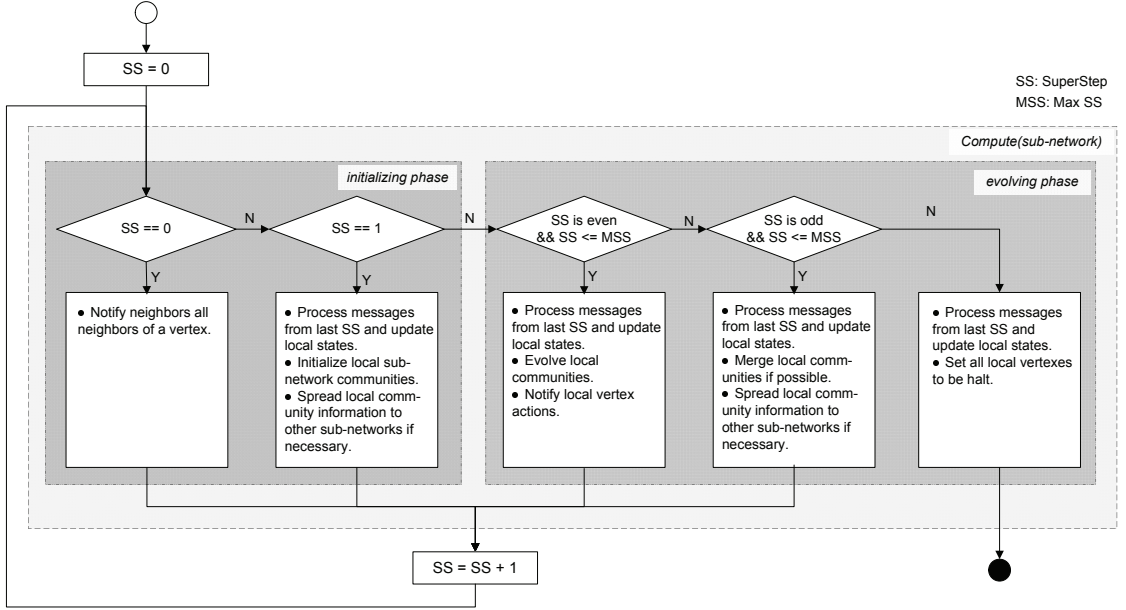 SS = 0
SS: SuperStep
MSS: Max SS
Compute(sub-network)
initializing phase
evolving phase
SS == 0
N
SS == 1
N
SS is even
&& SS <= MSS
N
SS is odd
&& SS <= MSS
N
Y
Y
Y
Y
● Notify neighbors all
neighbors of a vertex.
● Process messages
from last SS and update
local states.
● Initialize local sub-
network communities.
● Spread local comm-
unity information to
other sub-networks if
necessary.
● Process messages
from last SS and update
local states.
● Evolve local
communities.
● Notify local vertex
actions.
● Process messages
from last SS and update
local states.
● Merge local comm-
unities if possible.
● Spread local comm-
unity information to
other sub-networks if
necessary.
● Process messages
from last SS and
update local states.
● Set all local vertexes
to be halt.
SS = SS + 1